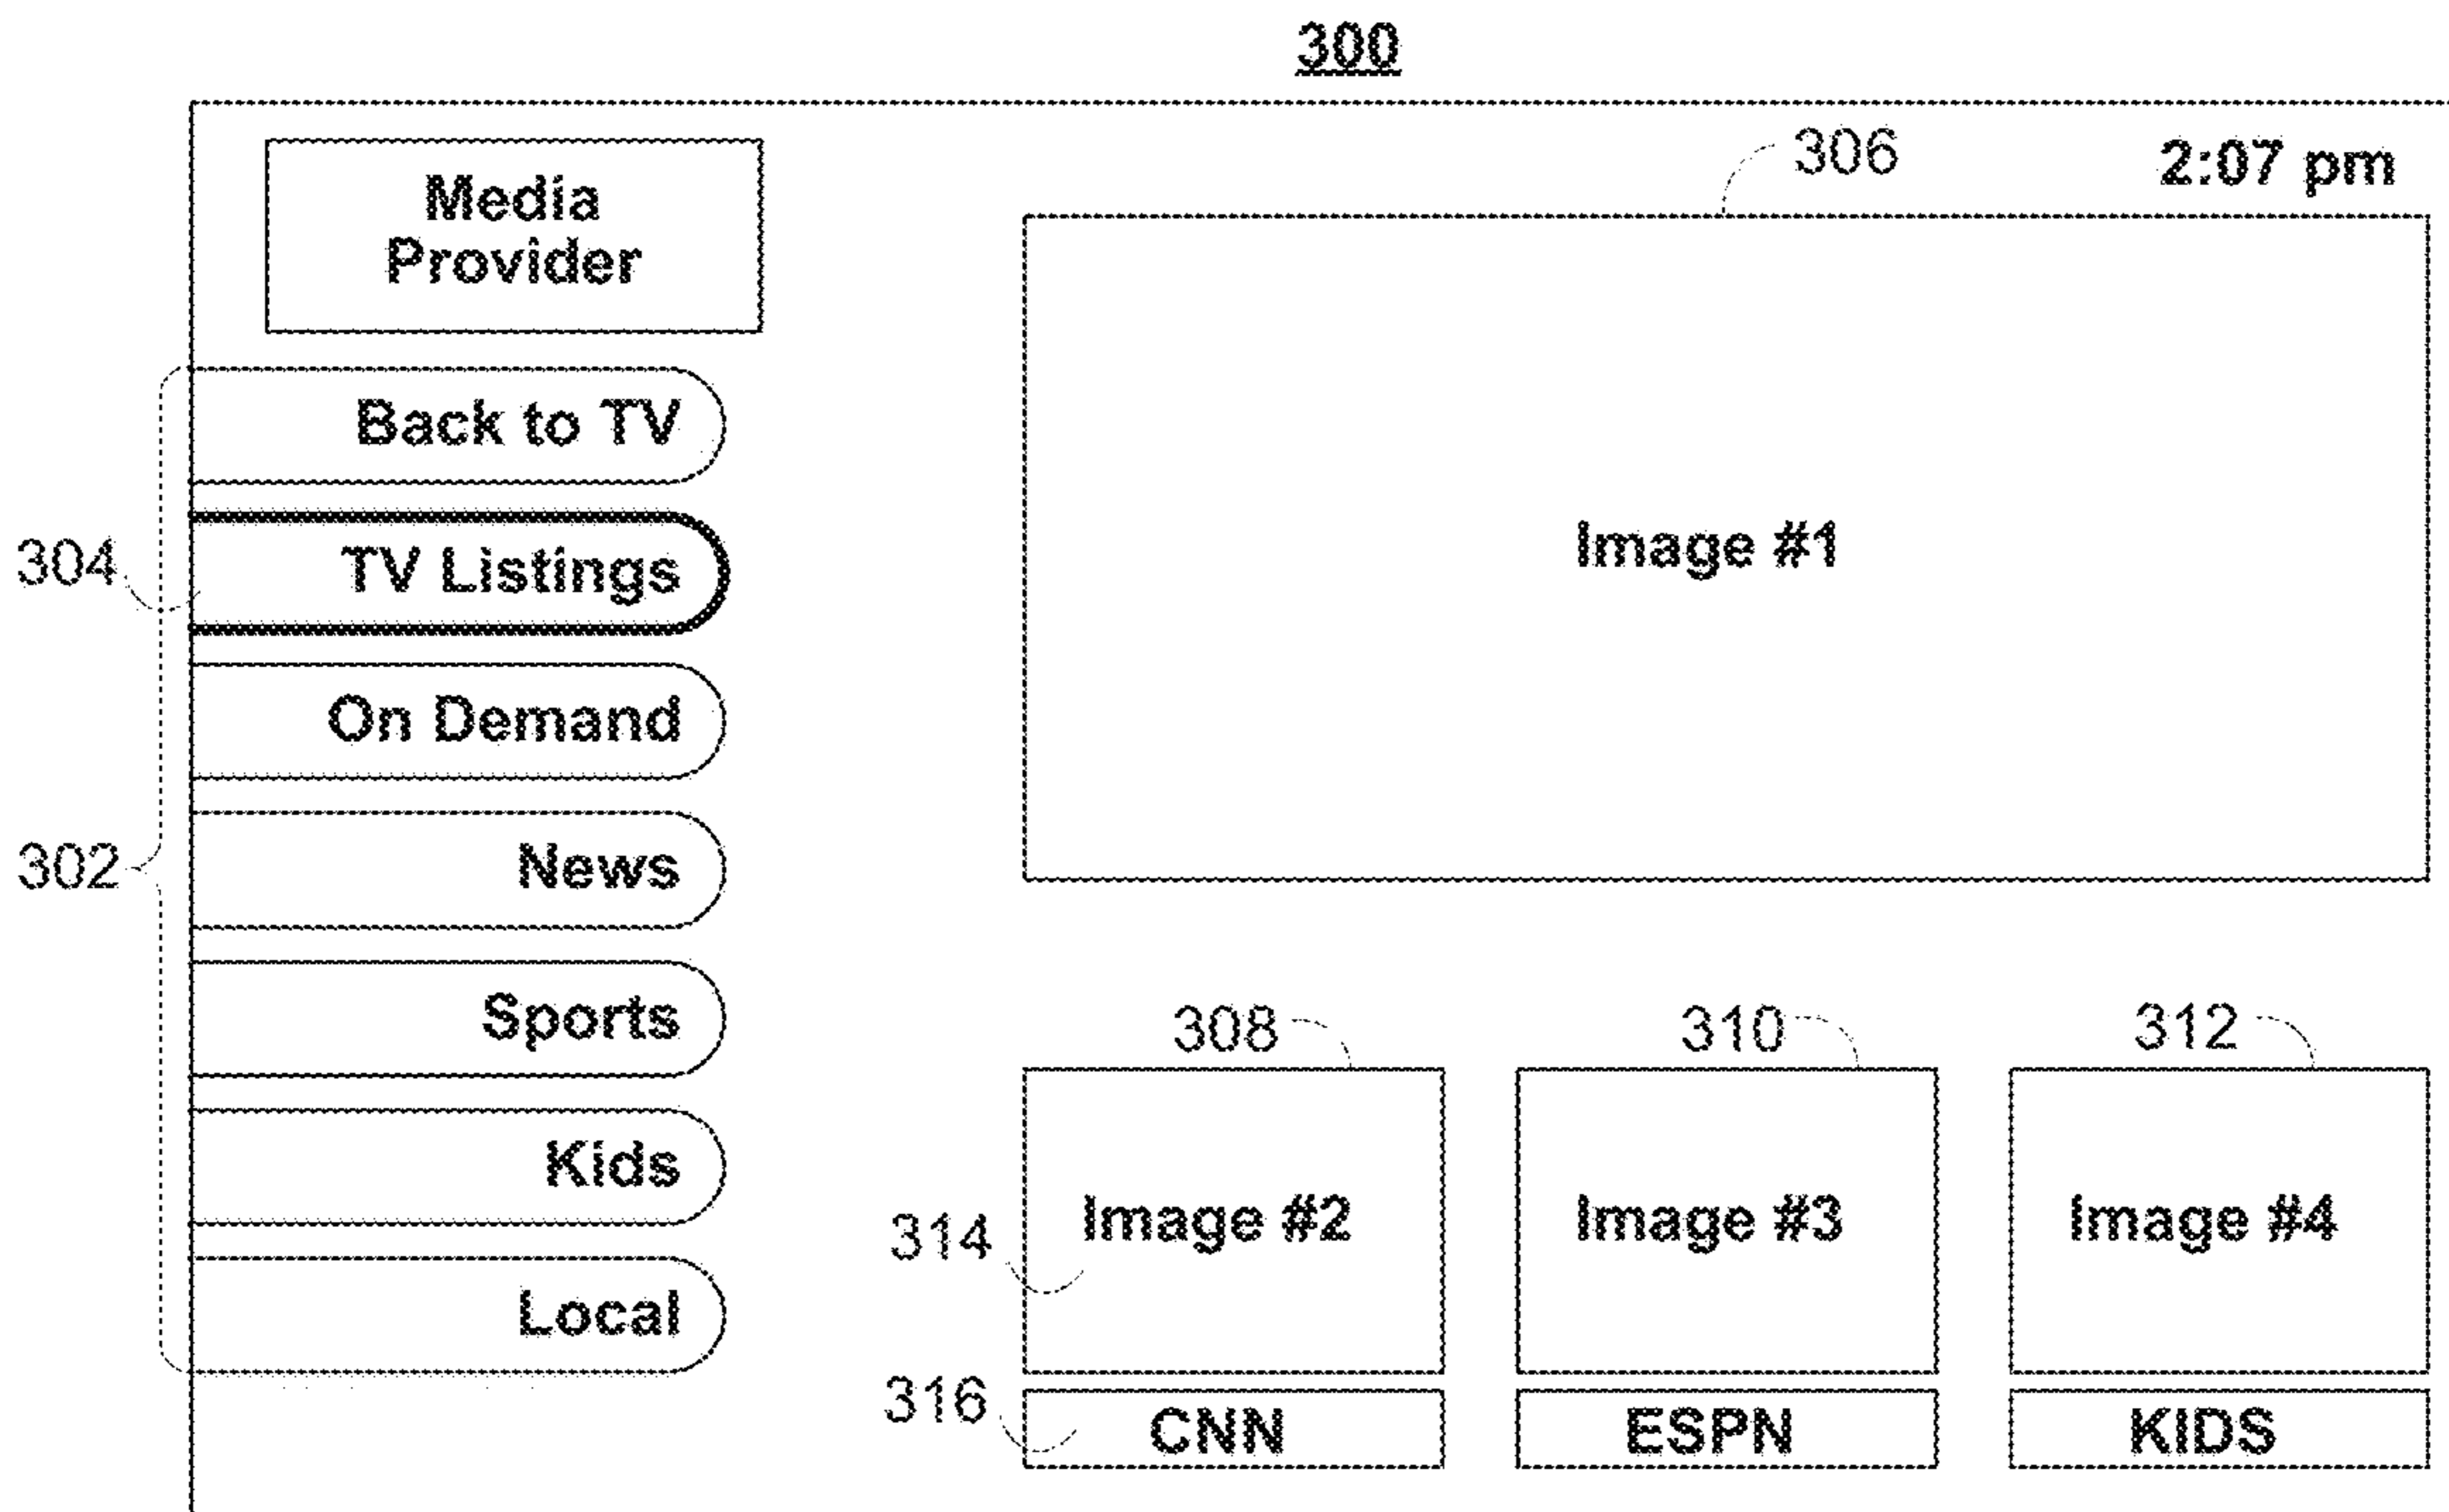 300
306
2:07 pm
Media
Provider
Back to TV
304
TV Listings
Image #1
On Demand
302
News
Sports
308
310
312
Kids
314
Image #2
Image #3
Image #4
Local
316
CNN
ESPN
KIDS